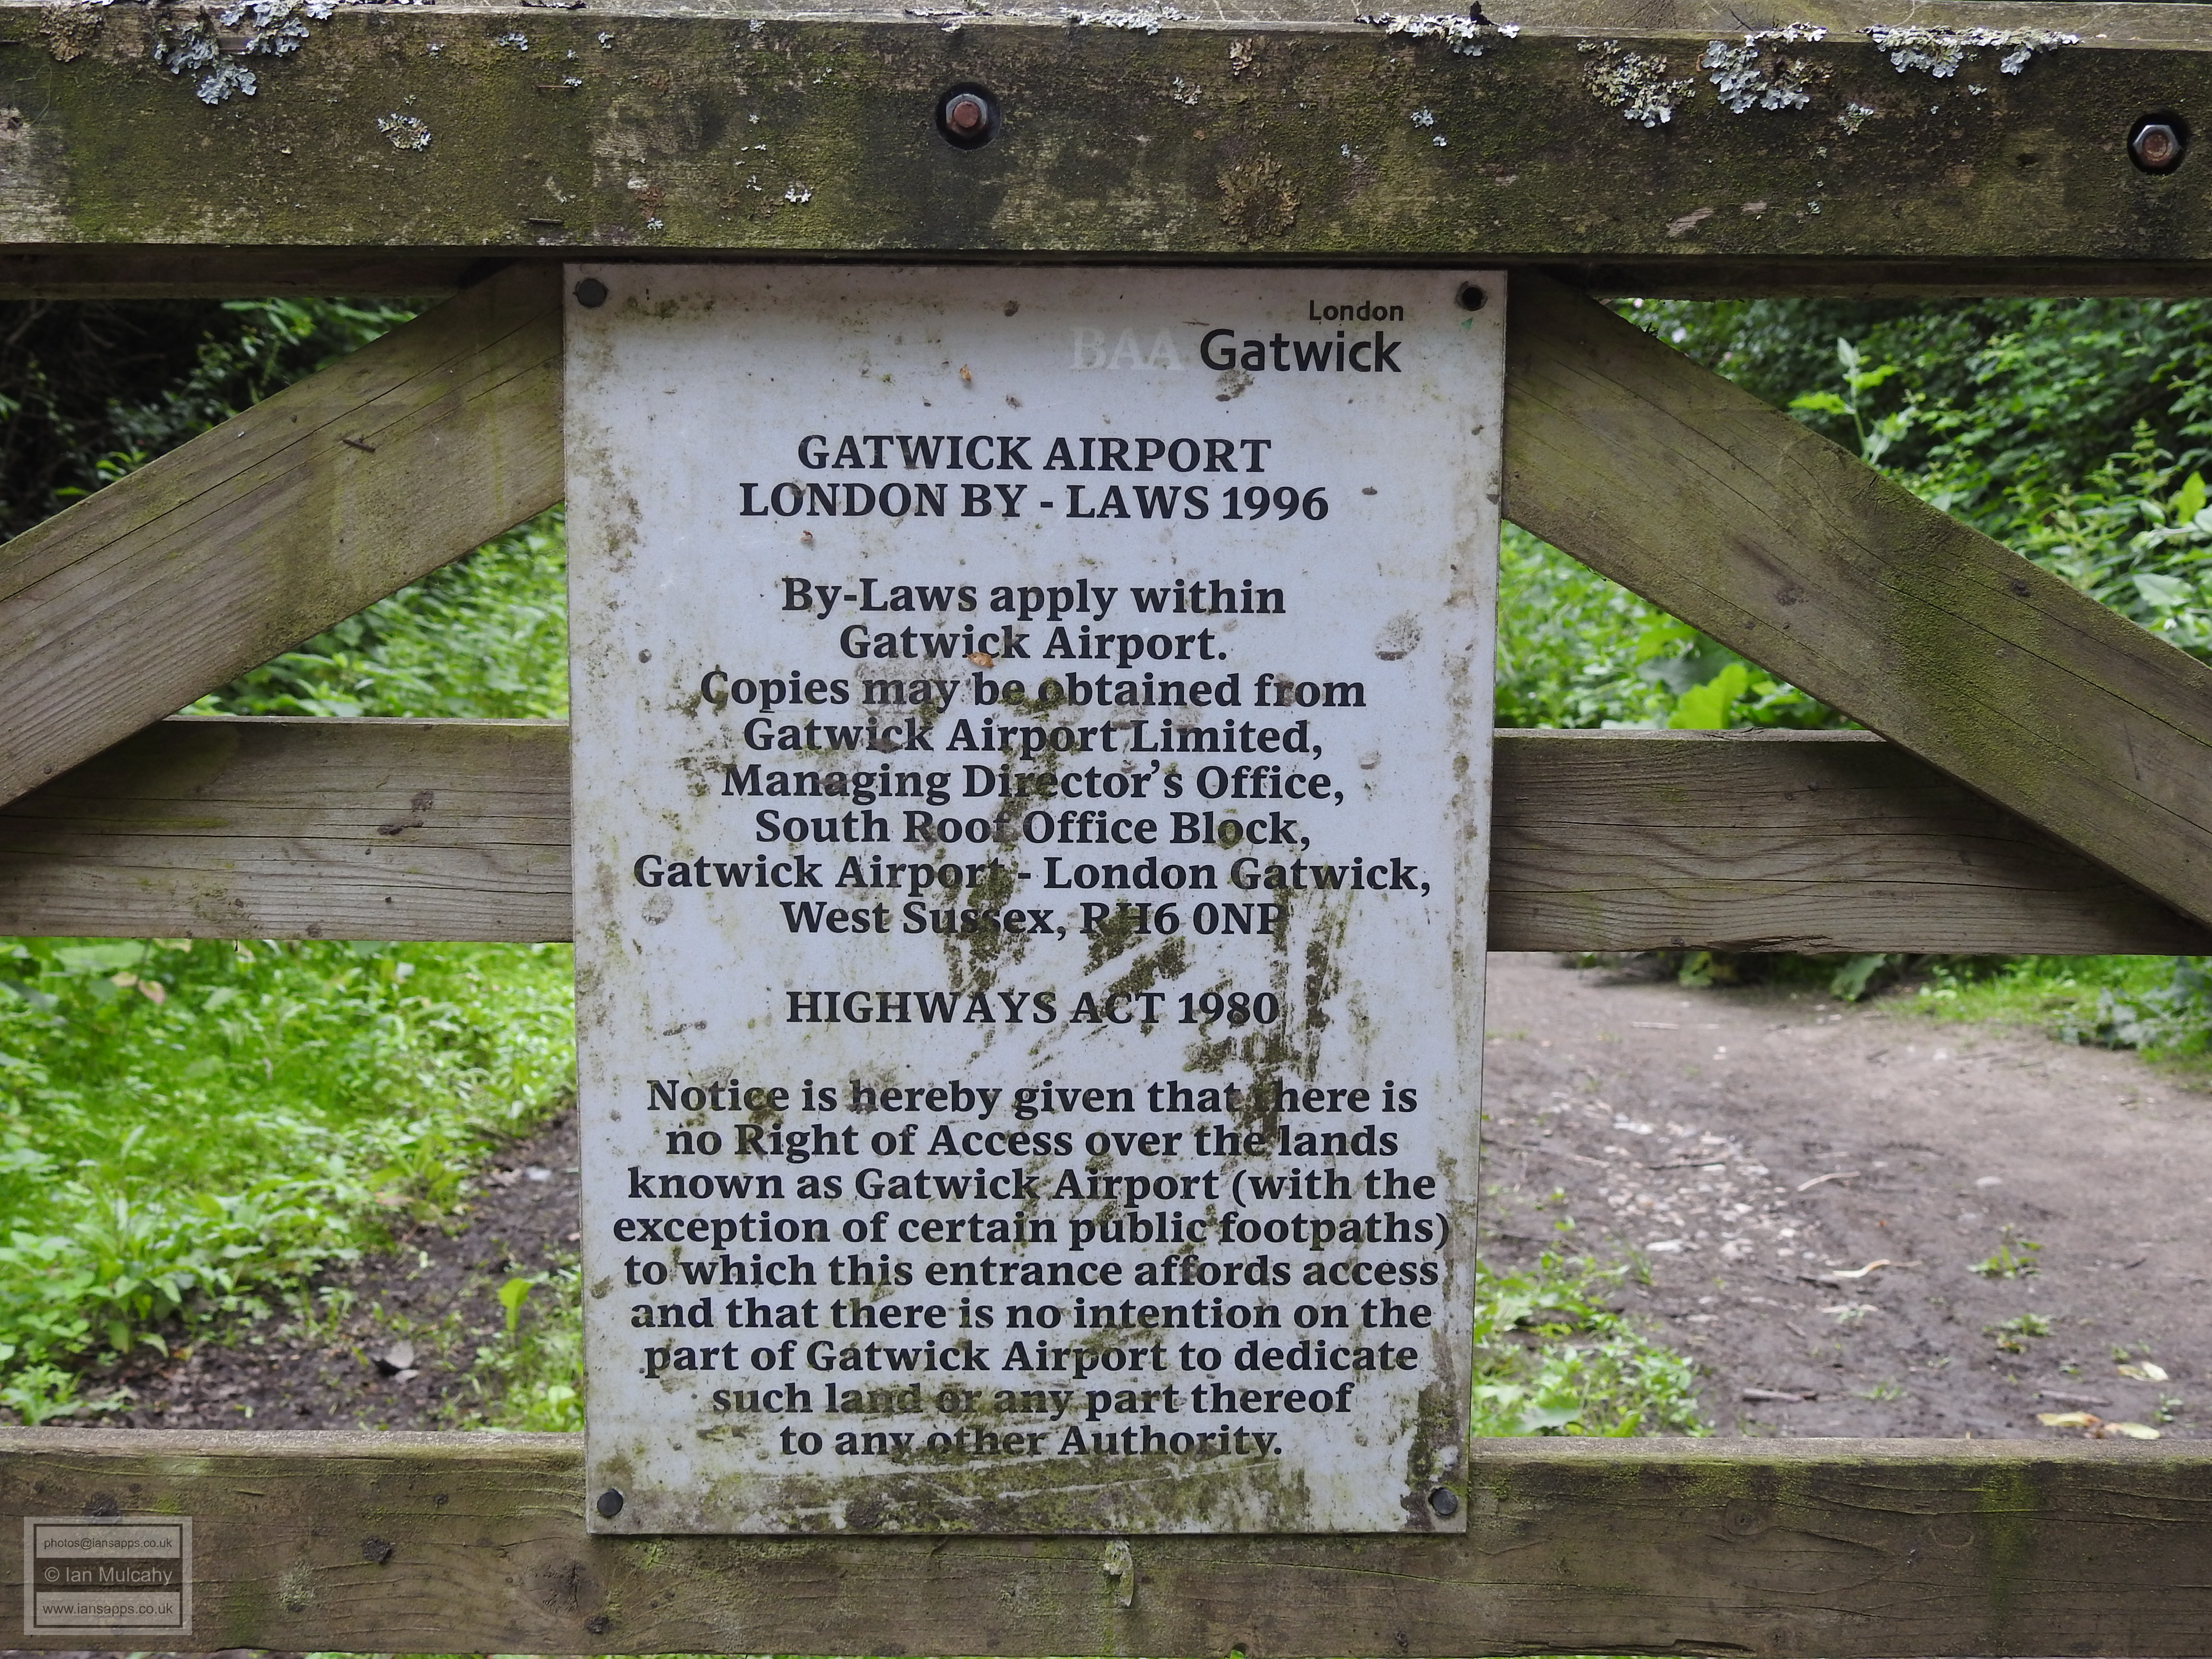 London
BAA Gatwick
GATWICK AIRPORT
LONDON BY - LAWS 1996
By-Laws apply within
Gatwick Airport.
Copies may be obtained from
Gatwick Airport Limited,
Managing Director's Office,
South Roof Office Block,
Gatwick Airport - London Gatwick,
West Sussex, RH6 0NP
HIGHWAYS ACT 1980
Notice is hereby given that there is
no Right of Access over the lands
known as Gatwick Airport (with the
exception of certain public footpaths)
to which this entrance affords access
and that there is no intention on the
part of Gatwick Airport to dedicate
such land or any part thereof
to any other Authority.
photos@iansapps.co.uk
© Ian Mulcahy
www.iansapps.co.uk